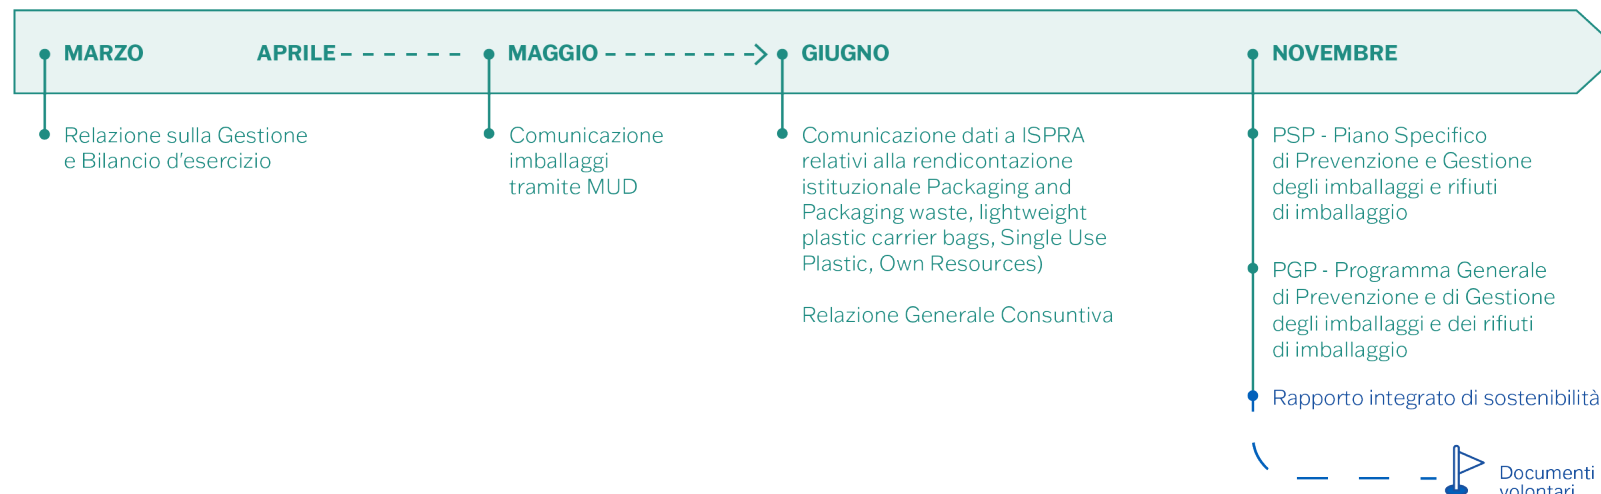 MARZO
APRILE
MAGGIO
GIUGNO
NOVEMBRE
Relazione sulla Gestione
e Bilancio d'esercizio
Comunicazione
imballaggi
tramite MUD
Comunicazione dati a ISPRA
relativi alla rendicontazione
istituzionale Packaging and
Packaging waste, lightweight
plastic carrier bags, Single Use
Plastic, Own Resources)
Relazione Generale Consuntiva
PSP - Piano Specifico
di Prevenzione e Gestione
degli imballaggi e rifiuti
di imballaggio
PGP - Programma Generale
di Prevenzione e di Gestione
degli imballaggi e dei rifiuti
di imballaggio
Rapporto integrato di sostenibilità
Documenti
volontari